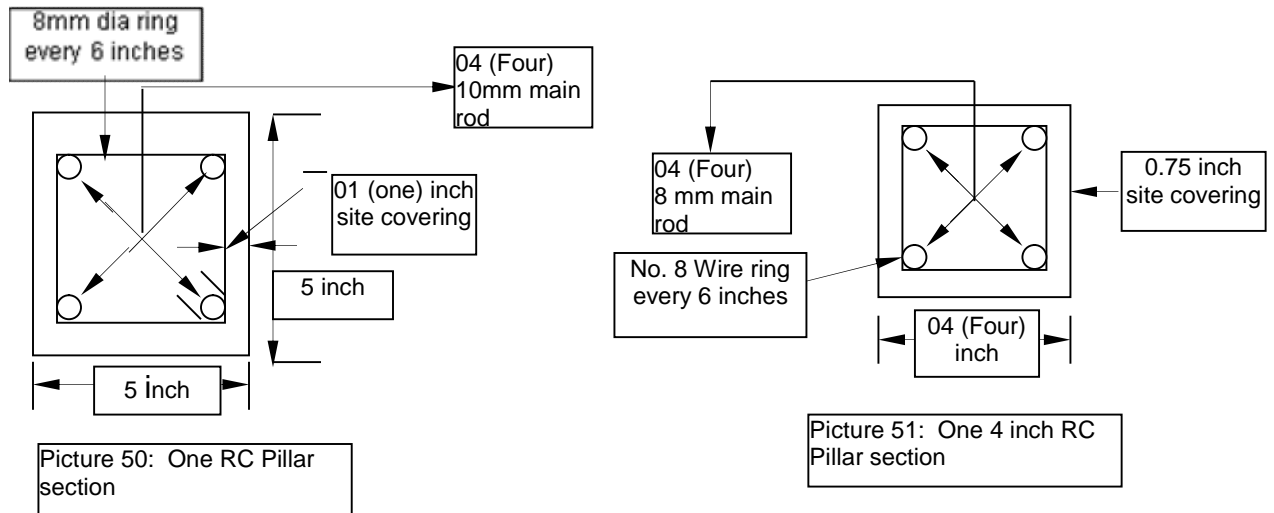 8mm dia ring
every 6 inches
04 (Four)
10mm main
rod
01 (one) inch
site covering
5 inch
5 inch
Picture 50: One RC Pillar
section
04 (Four)
8 mm main
rod
No. 8 Wire ring
every 6 inches
0.75 inch
site covering
04 (Four)
inch
Picture 51: One 4 inch RC
Pillar section